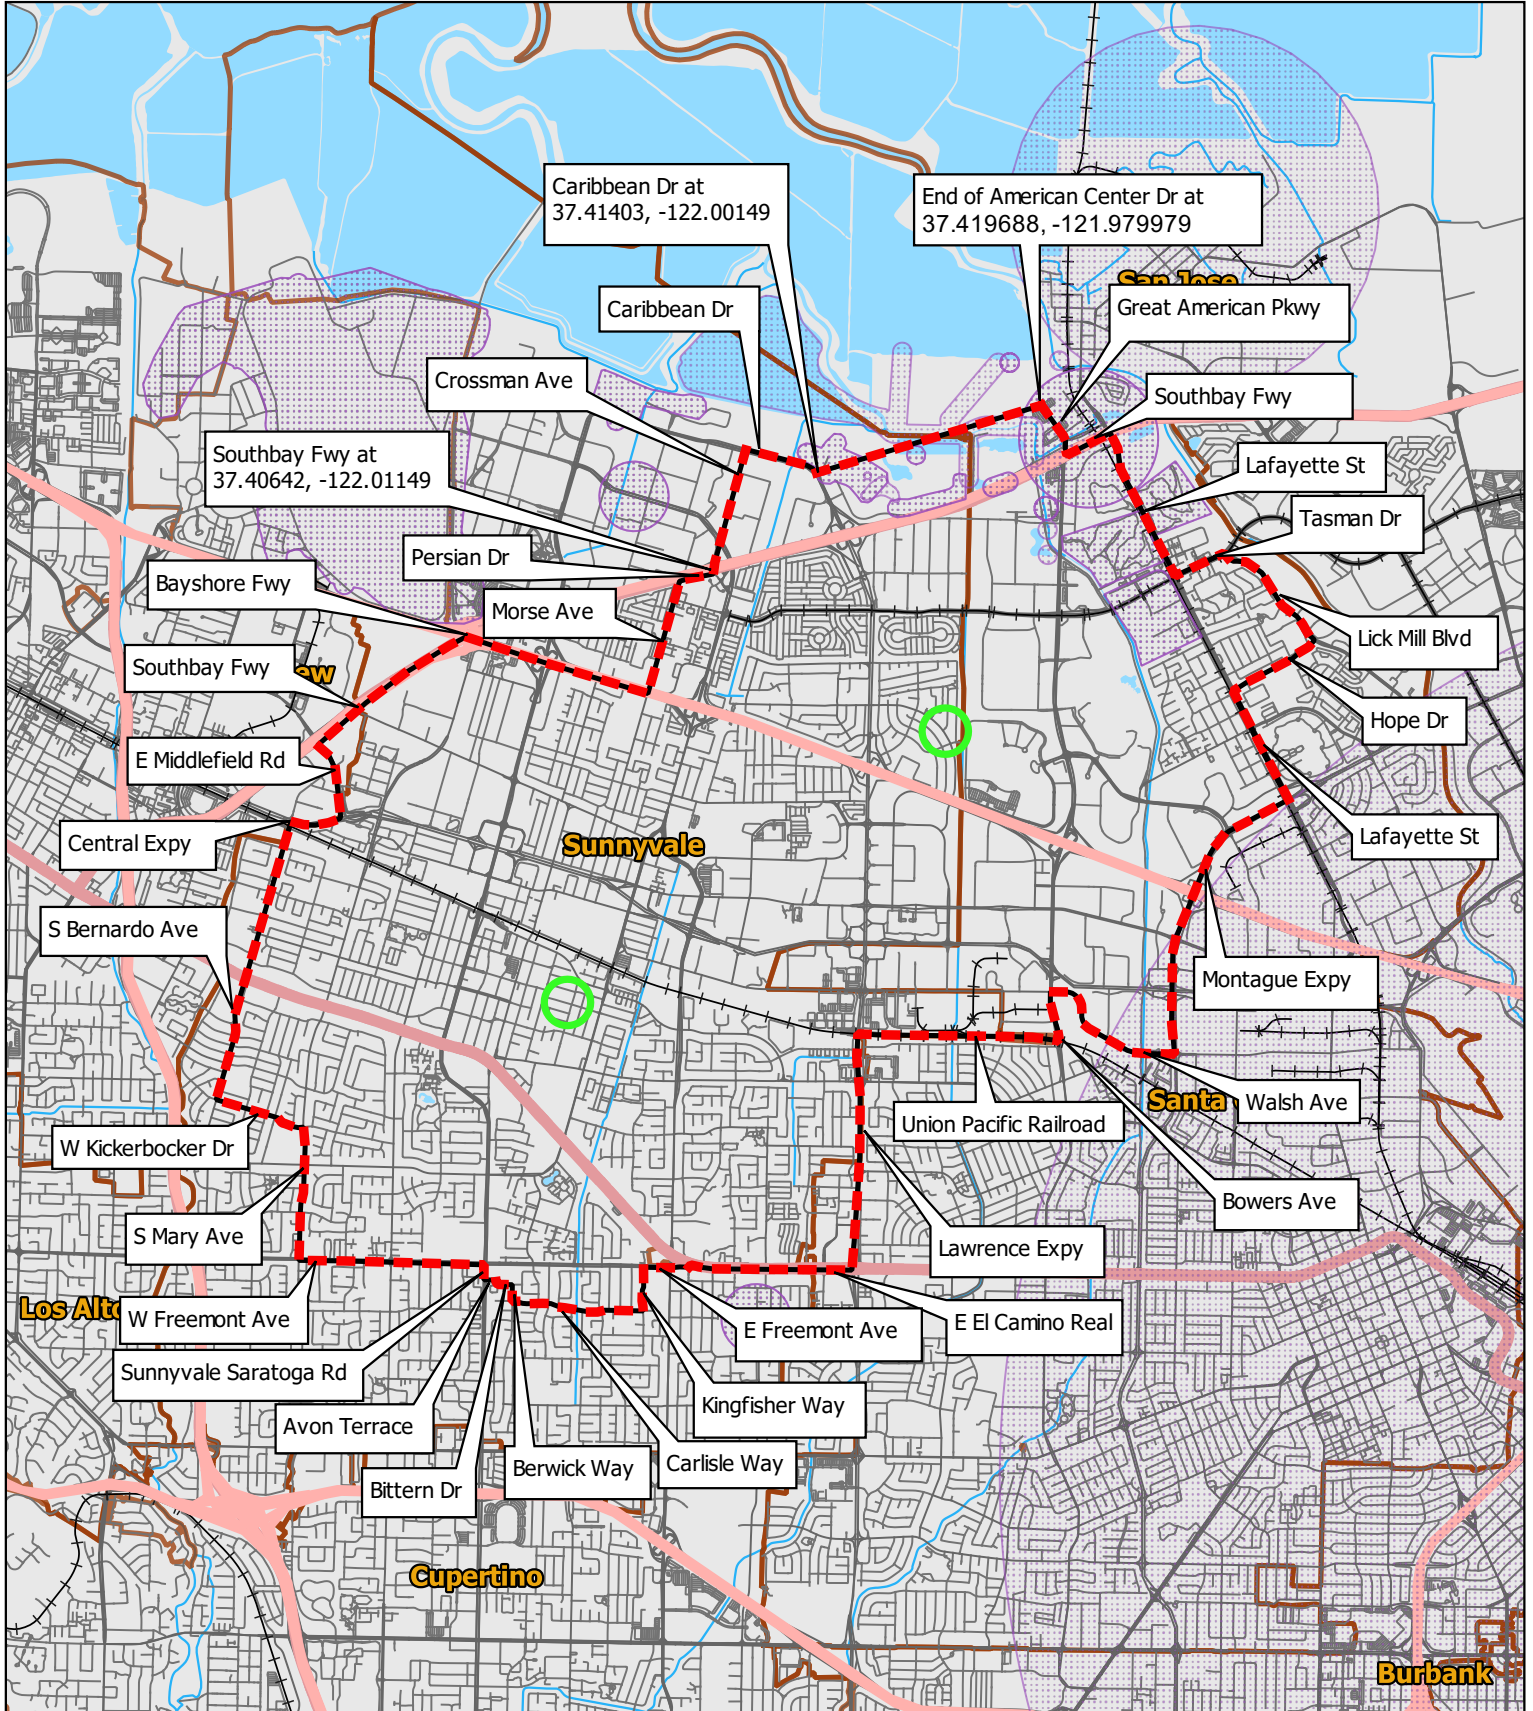 Caribbean Dr at
37.41403, -122.00149
End of American Center Dr at
37.419688, -121.979979
San Jose
Great American Pkwy
Caribbean Dr
Crossman Ave
Southbay Fwy
Southbay Fwy at
37.40642, -122.01149
Lafayette St
Tasman Dr
Persian Dr
Bayshore Fwy
Morse Ave
Lick Mill Blvd
Southbay Fwy
ew
Hope Dr
E Middlefield Rd
Central Expy
Sunnyvale
Lafayette St
S Bernardo Ave
Montague Expy
Santa
Walsh Ave
Union Pacific Railroad
W Kickerbocker Dr
Bowers Ave
S Mary Ave
Lawrence Expy
Los Alto
W Freemont Ave
E Freemont Ave
E El Camino Real
Sunnyvale Saratoga Rd
Kingfisher Way
Avon Terrace
Berwick Way
Carlisle Way
Bittern Dr
Cupertino
Burbank